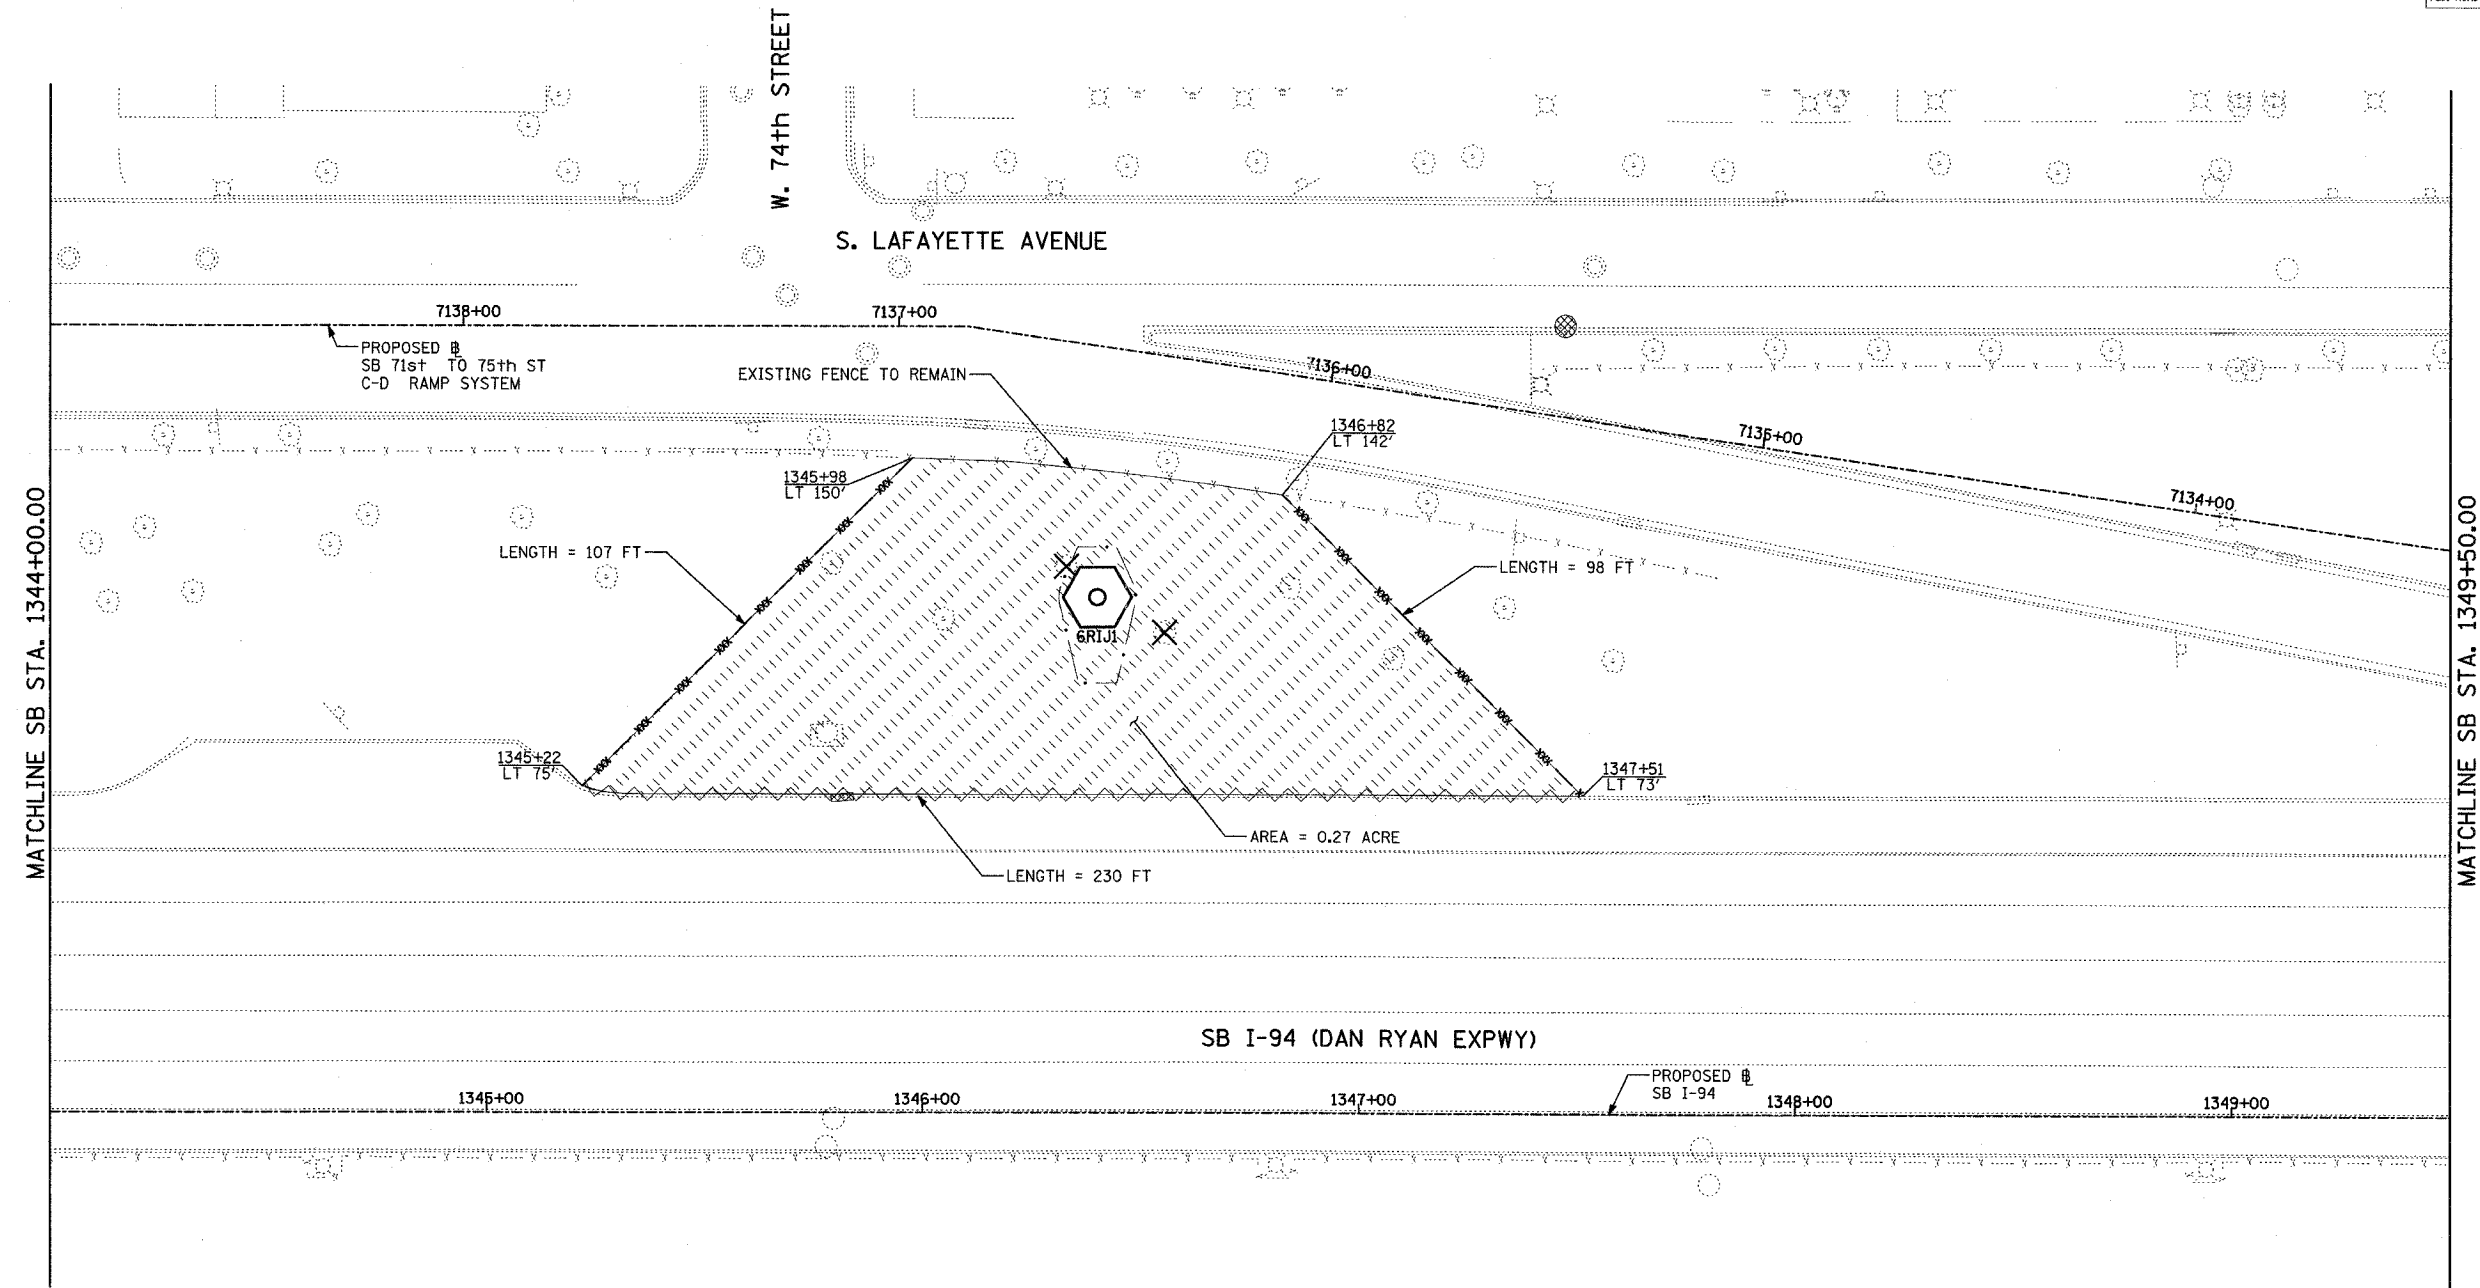 W. 74th STREET
S. LAFAYETTE AVENUE
7138+00
7137+00
PROPOSED
SB 71st TO 75th ST
C-D RAMP SYSTEM
EXISTING FENCE TO REMAIN
7136+00
7135+00
7134+00
1346+82
LT 142'
1345+98
LT 150'
LENGTH = 107 FT
LENGTH = 98 FT
6RIJ1
MATCHLINE SB STA. 1344+00.00
MATCHLINE SB STA. 1349+50.00
1345+22
LT 75'
1347+51
LT 73'
AREA = 0.27 ACRE
LENGTH = 230 FT
SB I-94 (DAN RYAN EXPWY)
PROPOSED
SB I-94
1345+00
1346+00
1347+00
1348+00
1349+00